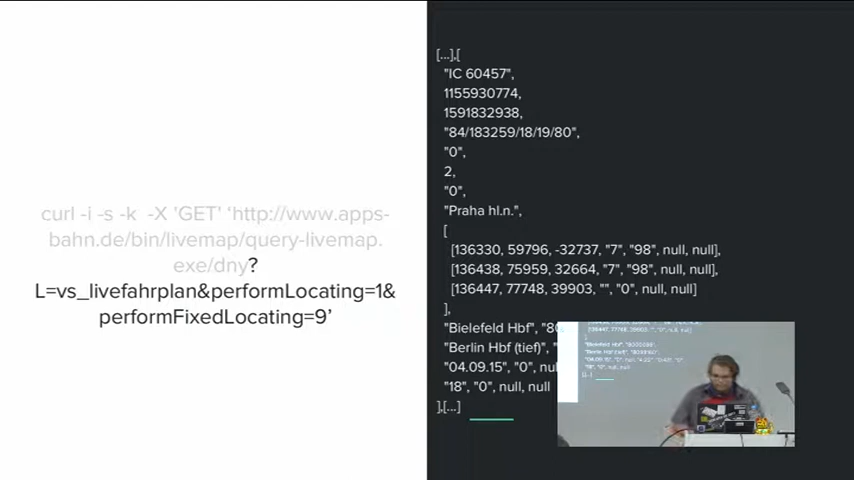 curl -i -s -k  -X 'GET' ‘http://www.apps-
bahn.de/bin/livemap/query-livemap.
exe/dny?
L=vs_livefahrplan&performLocating=1&
performFixedLocating=9’
[...],[
"IC 60457",
1155930774,
1591832938,
"84/183259/18/19/80",
"0",
2,
"0",
"Praha hl.n.",
[
[136330, 59796, -32737, "7", "98", null, null],
[136438, 75959, 32664, "7", "98", null, null],
[136447, 77748, 39903, "", "0", null, null]
],
"Bielefeld Hbf",
"Berlin Hbf (tief)",
"04.09.15", "0",
"18", "0", null, null
],[...]